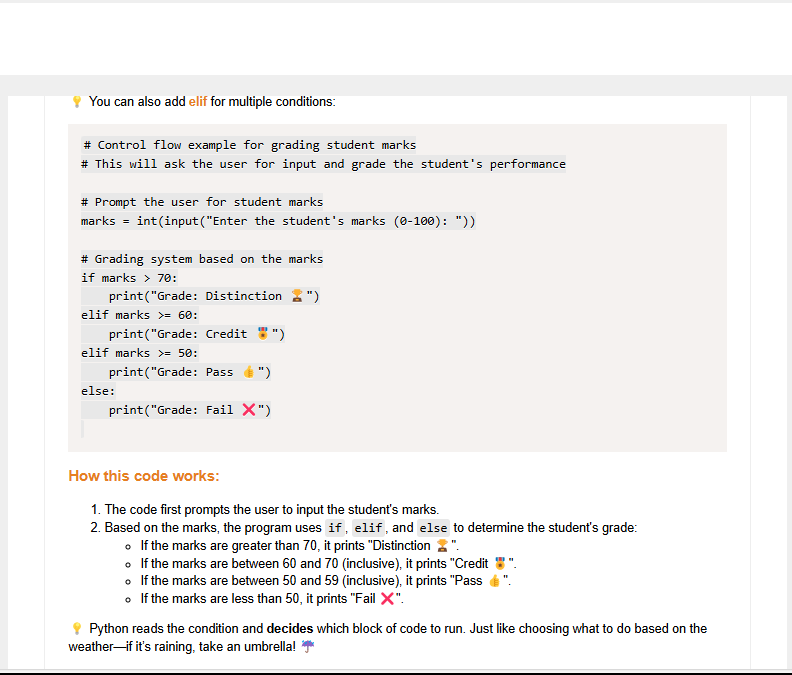 💡 You can also add elif for multiple conditions:
# Control flow example for grading student marks
# This will ask the user for input and grade the student's performance
# Prompt the user for student marks
marks = int(input("Enter the student's marks (0-100): "))
# Grading system based on the marks
if marks > 70:
    print("Grade: Distinction 🏆")
elif marks >= 60:
    print("Grade: Credit 🏅")
elif marks >= 50:
    print("Grade: Pass 👍")
else:
    print("Grade: Fail ❌")
How this code works:
1. The code first prompts the user to input the student's marks.
2. Based on the marks, the program uses if, elif, and else to determine the student's grade:
○ If the marks are greater than 70, it prints "Distinction 🏆".
○ If the marks are between 60 and 70 (inclusive), it prints "Credit 🏅".
○ If the marks are between 50 and 59 (inclusive), it prints "Pass 👍".
○ If the marks are less than 50, it prints "Fail ❌".
💡 Python reads the condition and decides which block of code to run. Just like choosing what to do based on the
weather—if it's raining, take an umbrella! ☂️